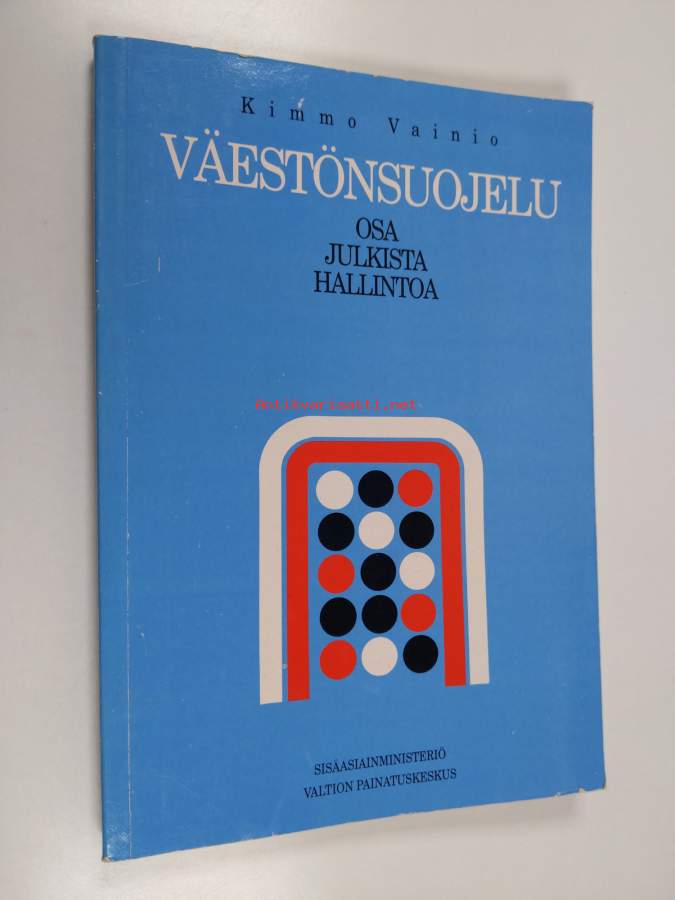 Kimmo Vainio
VÄESTÖNSUOJELU
OSA
JULKISTA
HALLINTOA
Antikvariaatti.net
SISÄASIAINMINISTERIÖ
VALTION PAINATUSKESKUS